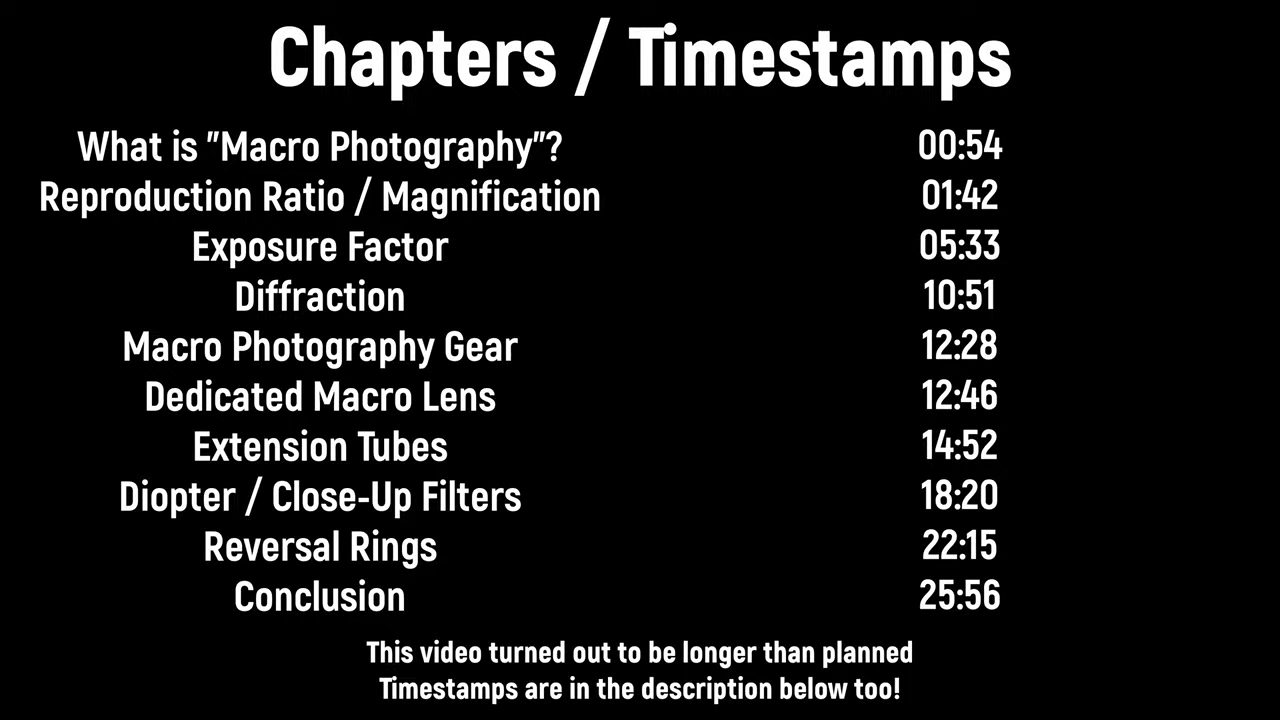 Chapters / Timestamps
What is "Macro Photography"? 00:54
Reproduction Ratio / Magnification 01:42
Exposure Factor 05:33
Diffraction 10:51
Macro Photography Gear 12:28
Dedicated Macro Lens 12:46
Extension Tubes 14:52
Diopter / Close-Up Filters 18:20
Reversal Rings 22:15
Conclusion 25:56
This video turned out to be longer than planned
Timestamps are in the description below too!